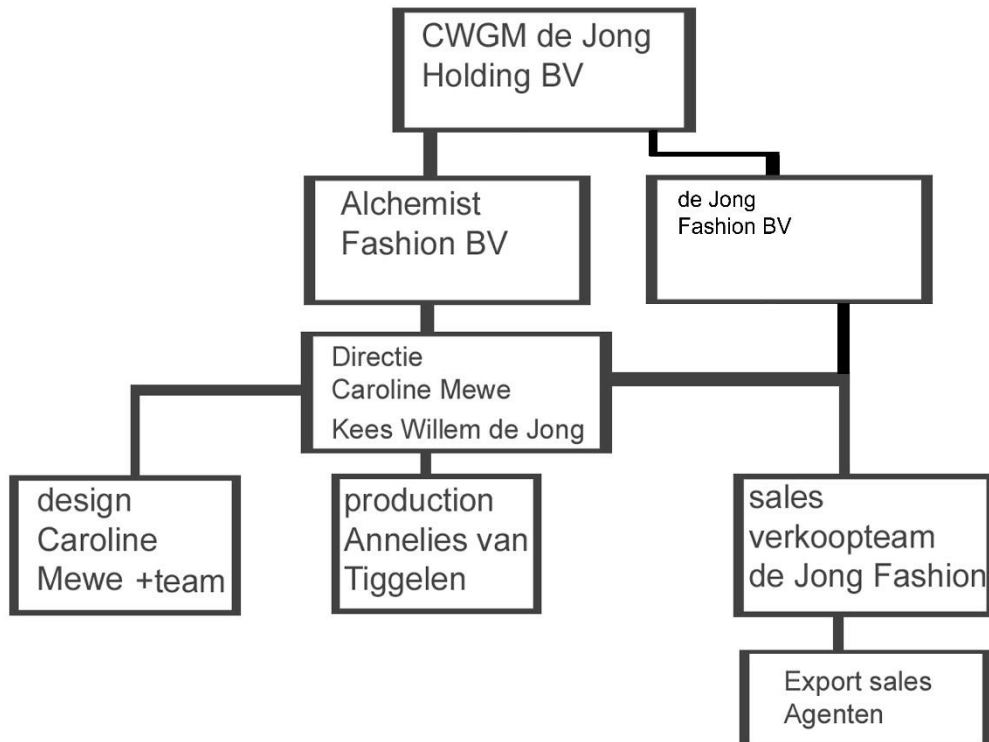 CWGM de Jong
Holding BV
Alchemist
Fashion BV
de Jong
Fashion BV
Directie
Caroline Mewe
Kees Willem de Jong
design
Caroline
Mewe +team
production
Annelies van
Tiggelen
sales
verkoopteam
de Jong Fashion
Export sales
Agenten